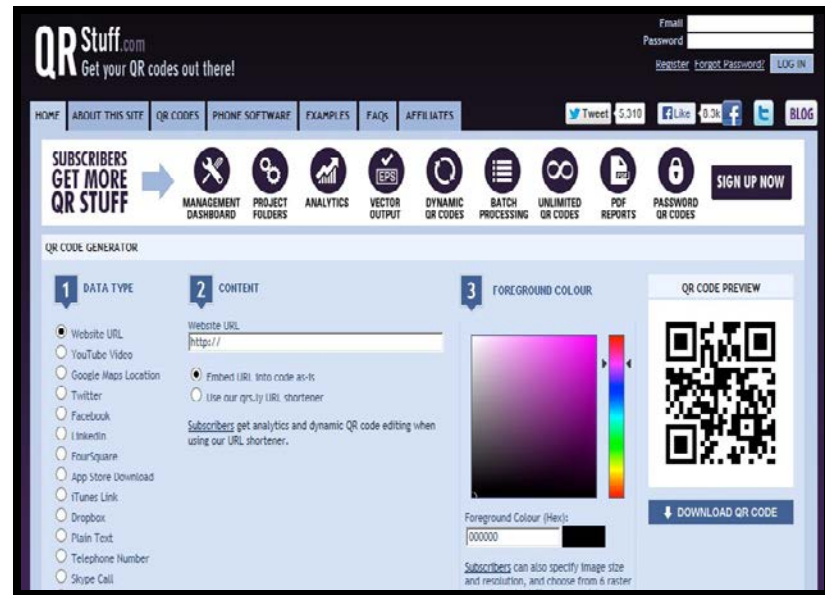 QR Stuff.com
Get your QR codes out there!
Email
Password
Register Forgot Password? LOG IN
HOME ABOUT THIS SITE QR CODES PHONE SOFTWARE EXAMPLES FAQs AFFILIATES
Tweet 5,310 Like 8.3k BLOG
SUBSCRIBERS
GET MORE
QR STUFF
MANAGEMENT
DASHBOARD
PROJECT
FOLDERS
ANALYTICS
EPS
VECTOR
OUTPUT
DYNAMIC
QR CODES
BATCH
PROCESSING
UNLIMITED
QR CODES
PDF
REPORTS
PASSWORD
QR CODES
SIGN UP NOW
QR CODE GENERATOR
1 DATA TYPE
Website URL
YouTube Video
Google Maps Location
Twitter
Facebook
LinkedIn
FourSquare
App Store Download
iTunes Link
Dropbox
Plain Text
Telephone Number
Skype Call
2 CONTENT
Website URL
http://
Embed URL into code as-is
Use our qrs.ly URL shortener
Subscribers get analytics and dynamic QR code editing when
using our URL shortener.
3 FOREGROUND COLOUR
Foreground Colour (Hex):
000000
Subscribers can also specify image size
and resolution, and choose from 6 raster
QR CODE PREVIEW
DOWNLOAD QR CODE